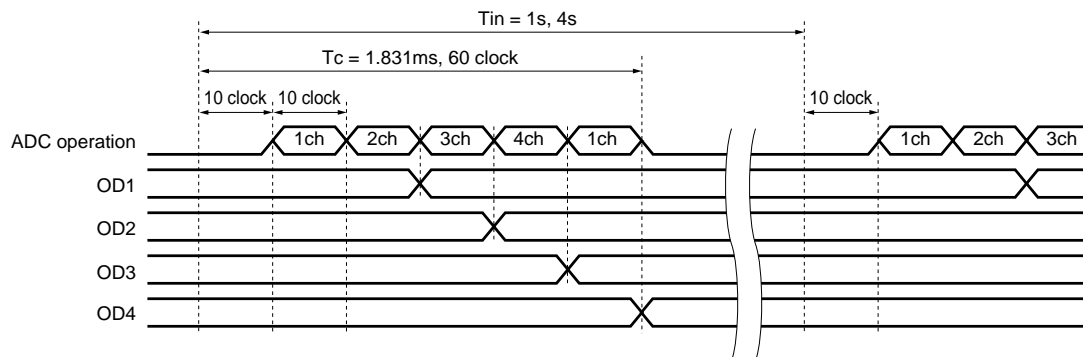 Tin = 1s, 4s
Tc = 1.831ms, 60 clock
10 clock 10 clock 10 clock
ADC operation 1ch 2ch 3ch 4ch 1ch 1ch 2ch 3ch
OD1
OD2
OD3
OD4